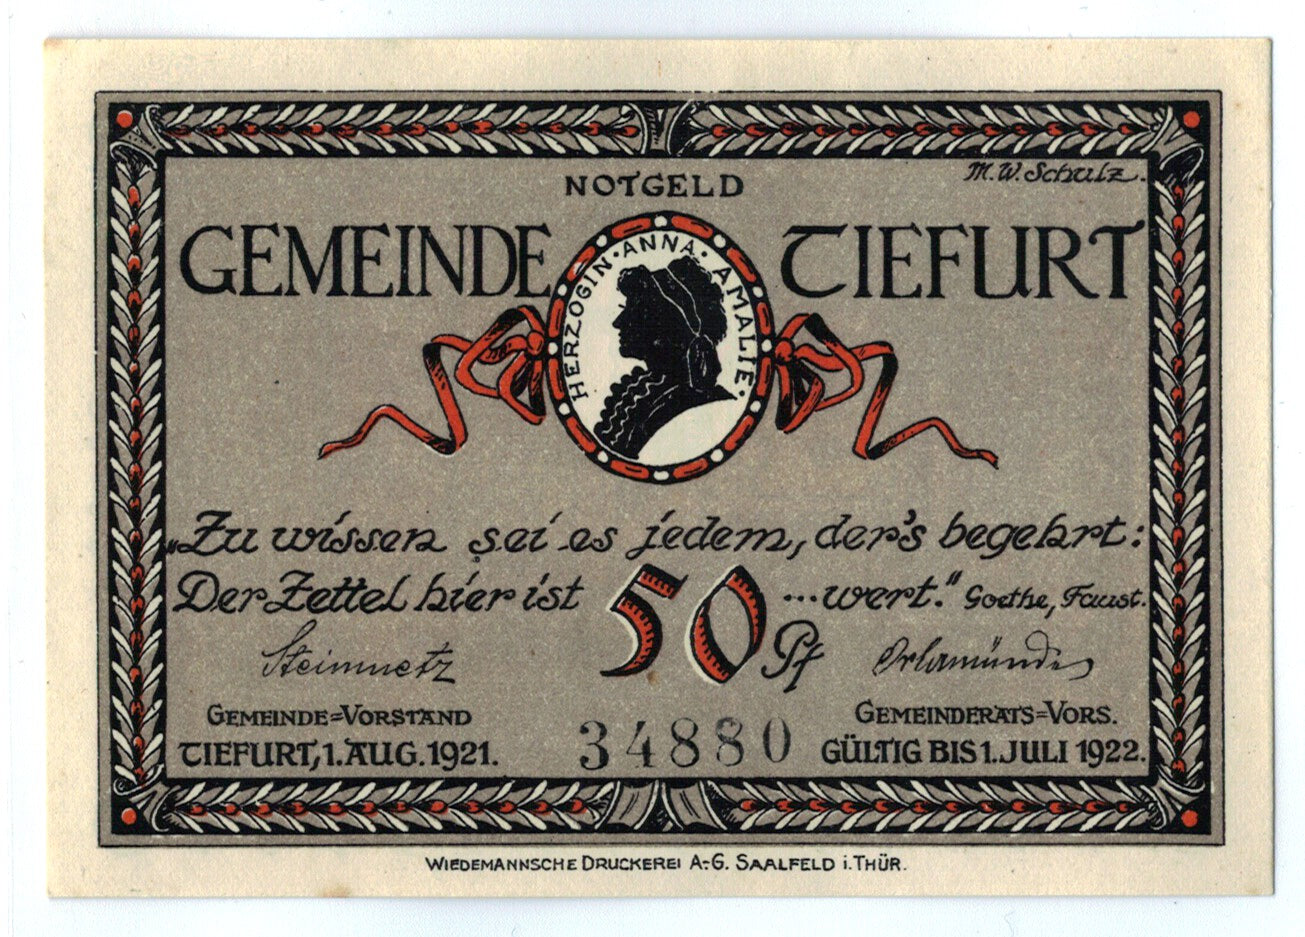 M. W. Schulz.
NOTGELD
GEMEINDE TIEFURT
HERZOGIN · ANNA · AMALIE ·
„Zu wissen sei es jedem, der's begehrt:
Der Zettel hier ist 50 Pf ... wert." Goethe, Faust.
Steinmetz Orlamünde
GEMEINDE=VORSTAND GEMEINDERATS=VORS.
TIEFURT, 1. AUG. 1921. 34880 GÜLTIG BIS 1. JULI 1922.
WIEDEMANNSCHE DRUCKEREI A.-G. SAALFELD i. THÜR.